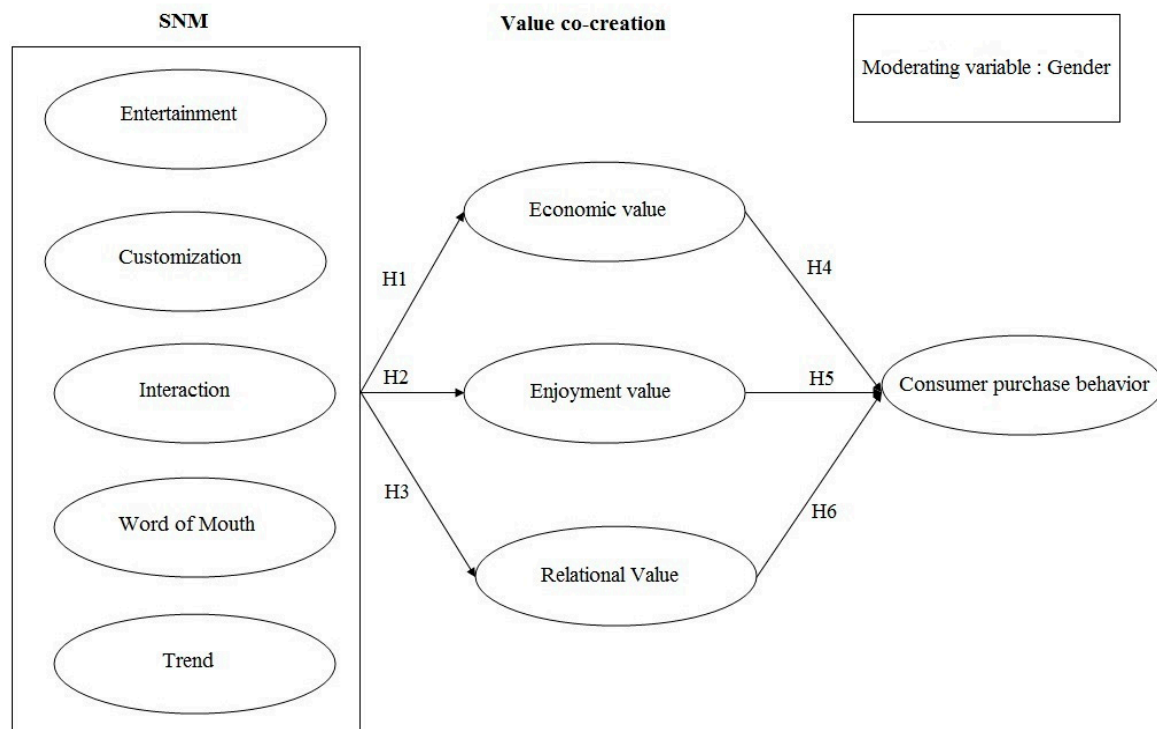 SNM
Value co-creation
Moderating variable : Gender
Entertainment
Customization
Interaction
Word of Mouth
Trend
H1
H2
H3
Economic value
Enjoyment value
Relational Value
H4
H5
H6
Consumer purchase behavior